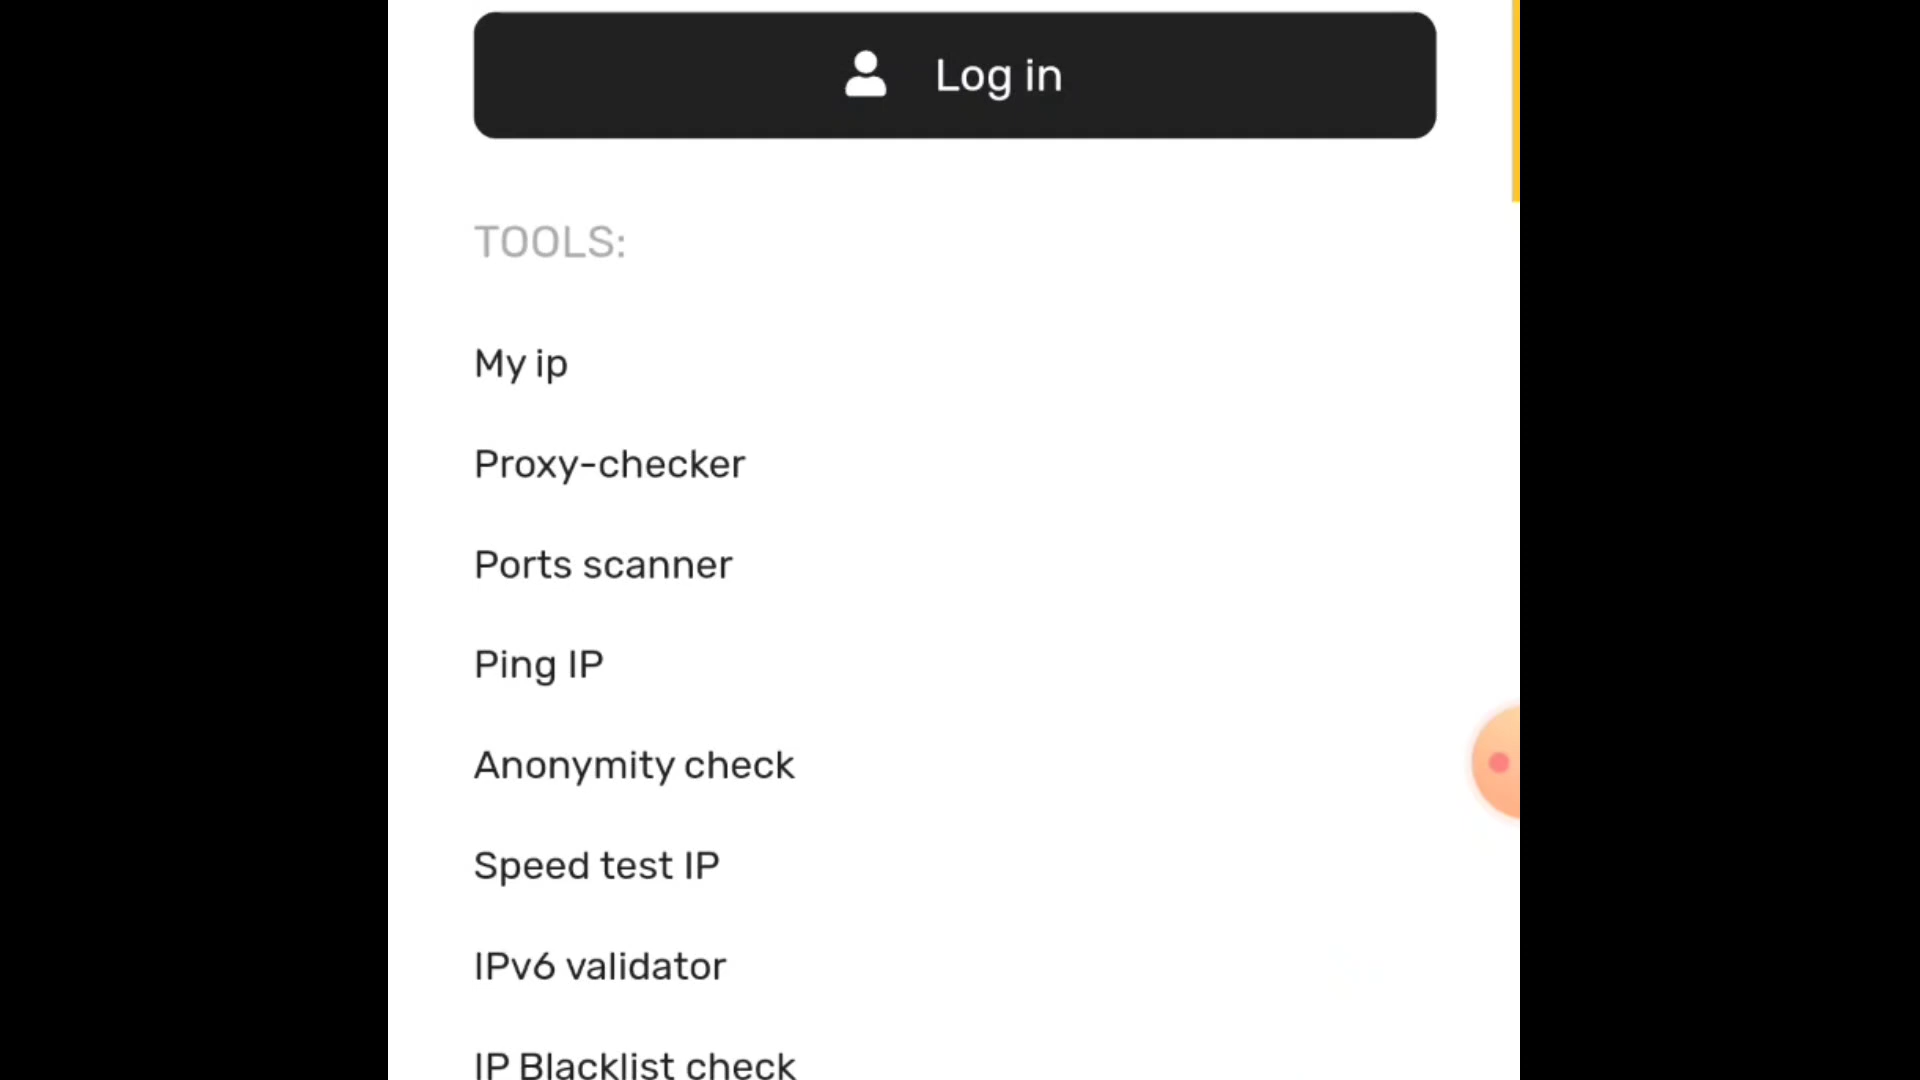 Log in
TOOLS:
My ip
Proxy-checker
Ports scanner
Ping IP
Anonymity check
Speed test IP
IPv6 validator
IP Blacklist check